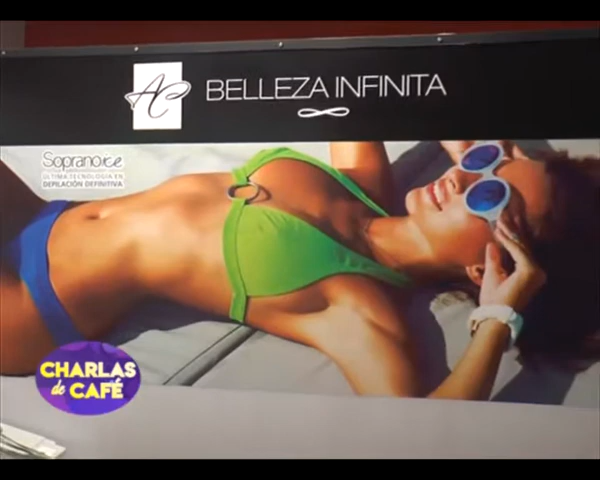 AC BELLEZA INFINITA
Soprano ice
ÚLTIMA TECNOLOGÍA EN
DEPILACIÓN DEFINITIVA
CHARLAS
de CAFÉ